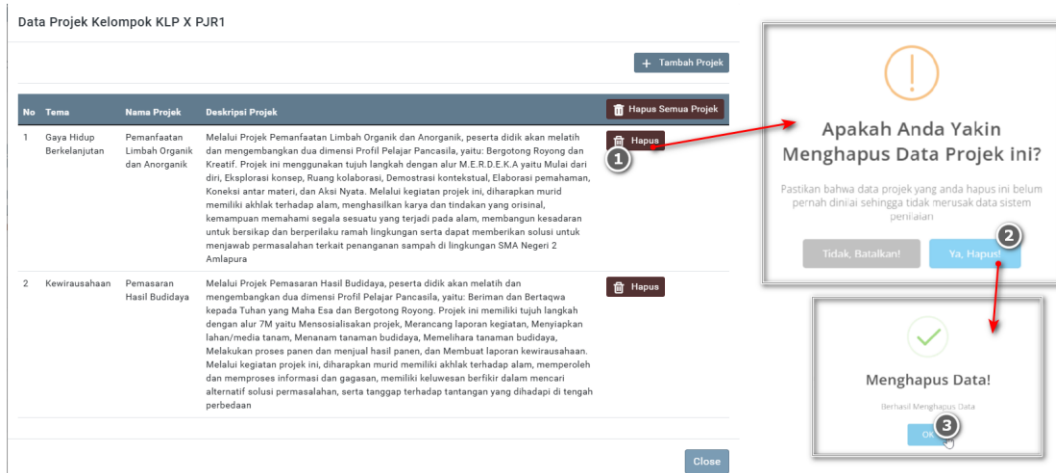 Data Projek Kelompok KLP X PJR1
+ Tambah Projek
No Tema Nama Projek Deskripsi Projek Hapus Semua Projek
1 Gaya Hidup Berkelanjutan
Pemanfaatan Limbah Organik dan Anorganik
Melalui Projek Pemanfaatan Limbah Organik dan Anorganik, peserta didik akan melatih
dan mengembangkan dua dimensi Profil Pelajar Pancasila, yaitu: Bergotong Royong dan
Kreatif. Projek ini menggunakan tujuh langkah dengan alur M.E.R.D.E.K.A yaitu Mulai dari
diri, Eksplorasi konsep, Ruang kolaborasi, Demostrasi kontekstual, Elaborasi pemahaman,
Koneksi antar materi, dan Aksi Nyata. Melalui kegiatan projek ini, diharapkan murid
memiliki akhlak terhadap alam, menghasilkan karya dan tindakan yang orisinal,
kemampuan memahami segala sesuatu yang terjadi pada alam, membangun kesadaran
untuk bersikap dan berperilaku ramah lingkungan serta dapat memberikan solusi untuk
menjawab permasalahan terkait penanganan sampah di lingkungan SMA Negeri 2
Amlapura
Hapus
1
2 Kewirausahaan
Pemasaran Hasil Budidaya
Melalui Projek Pemasaran Hasil Budidaya, peserta didik akan melatih dan
mengembangkan dua dimensi Profil Pelajar Pancasila, yaitu: Beriman dan Bertaqwa
kepada Tuhan yang Maha Esa dan Bergotong Royong. Projek ini memiliki tujuh langkah
dengan alur 7M yaitu Mensosialisakan projek, Merancang laporan kegiatan, Menyiapkan
lahan/media tanam, Menanam tanaman budidaya, Memelihara tanaman budidaya,
Melakukan proses panen dan menjual hasil panen, dan Membuat laporan kewirausahaan.
Melalui kegiatan projek ini, diharapkan murid memiliki akhlak terhadap alam, memperoleh
dan memproses informasi dan gagasan, memiliki keluwesan berfikir dalam mencari
alternatif solusi permasalahan, serta tanggap terhadap tantangan yang dihadapi di tengah
perbedaan
Hapus
Close
Apakah Anda Yakin
Menghapus Data Projek ini?
Pastikan bahwa data projek yang anda hapus ini belum
pernah dinilai sehingga tidak merusak data sistem
penilaian
2
Tidak, Batalkan! Ya, Hapus!
Menghapus Data!
Berhasil Menghapus Data
OK
3